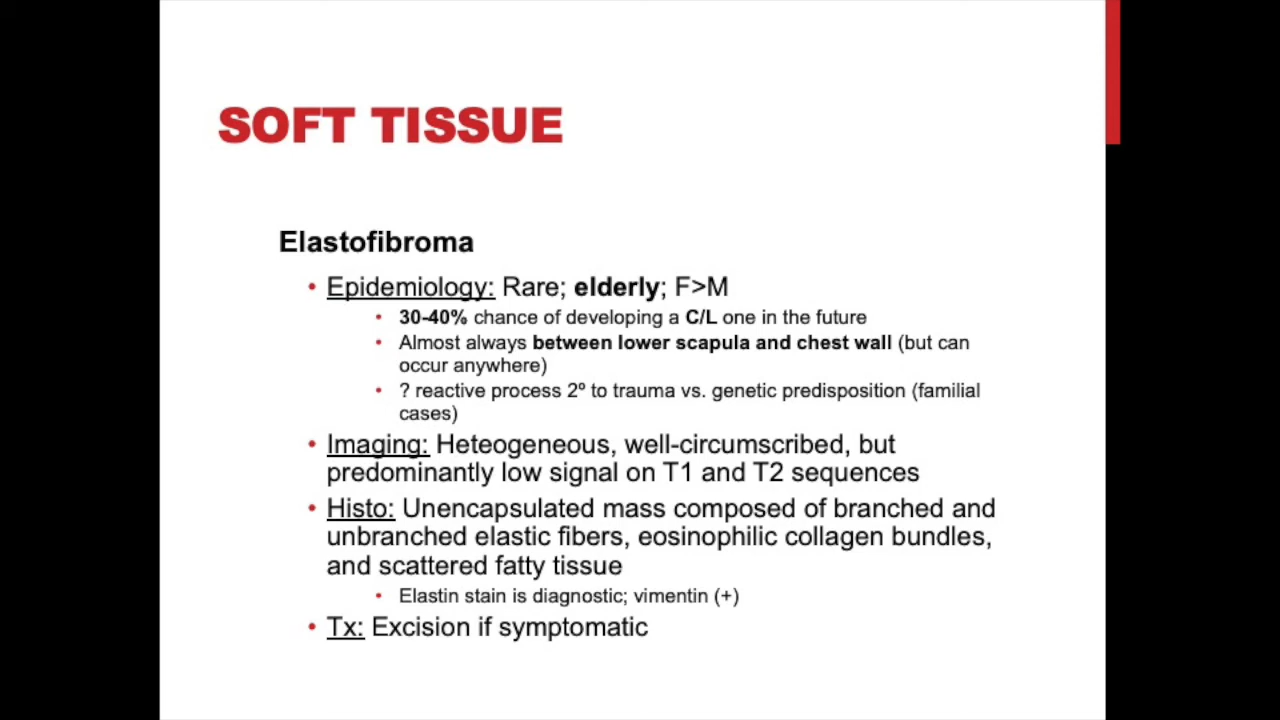 SOFT TISSUE
Elastofibroma
• Epidemiology: Rare; elderly; F>M
• 30-40% chance of developing a C/L one in the future
• Almost always between lower scapula and chest wall (but can
occur anywhere)
• ? reactive process 2º to trauma vs. genetic predisposition (familial
cases)
• Imaging: Heteogeneous, well-circumscribed, but
predominantly low signal on T1 and T2 sequences
• Histo: Unencapsulated mass composed of branched and
unbranched elastic fibers, eosinophilic collagen bundles,
and scattered fatty tissue
• Elastin stain is diagnostic; vimentin (+)
• Tx: Excision if symptomatic